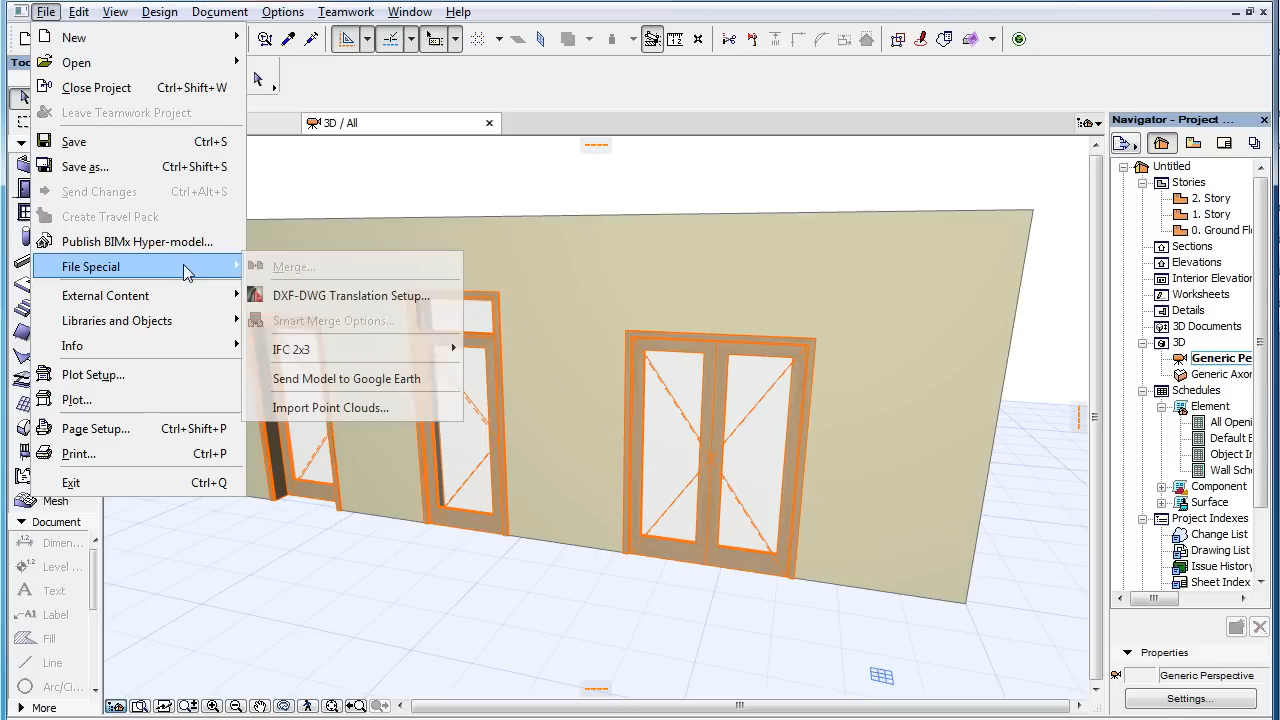 File Edit View Design Document Options Teamwork Window Help
New
Open
Close Project Ctrl+Shift+W
Leave Teamwork Project
Save Ctrl+S
Save as... Ctrl+Shift+S
Send Changes Ctrl+Alt+S
Create Travel Pack
Publish BIMx Hyper-model...
File Special
External Content
Libraries and Objects
Info
Plot Setup...
Plot...
Page Setup... Ctrl+Shift+P
Print... Ctrl+P
Exit Ctrl+Q
Merge...
DXF-DWG Translation Setup...
Smart Merge Options...
IFC 2x3
Send Model to Google Earth
Import Point Clouds...
Too
3D / All
Mesh
Document
Dimen...
Level ...
Text
Label
Fill
Line
Arc/Ci...
More
Navigator - Project ...
Untitled
Stories
2. Story
1. Story
0. Ground Fl
Sections
Elevations
Interior Elevation
Worksheets
Details
3D Documents
3D
Generic Pe
Generic Axon
Schedules
Element
All Openi
Default E
Object In
Wall Sche
Component
Surface
Project Indexes
Change List
Drawing List
Issue History
Sheet Index
Properties
Generic Perspective
Settings...